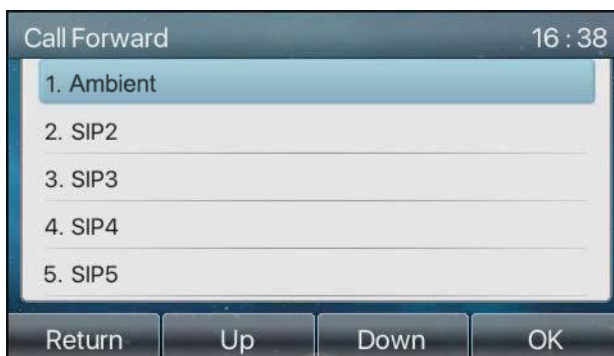 Call Forward 16 : 38
1. Ambient
2. SIP2
3. SIP3
4. SIP4
5. SIP5
Return Up Down OK